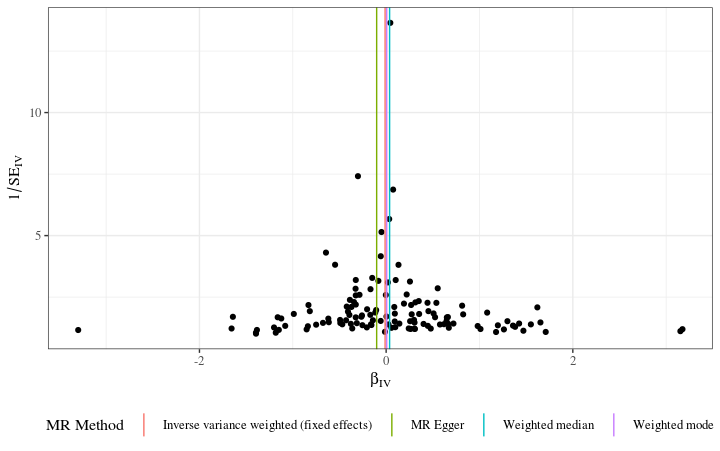 10
5
1/SE_IV
-2
0
2
β_IV
MR Method
Inverse variance weighted (fixed effects)
MR Egger
Weighted median
Weighted mode